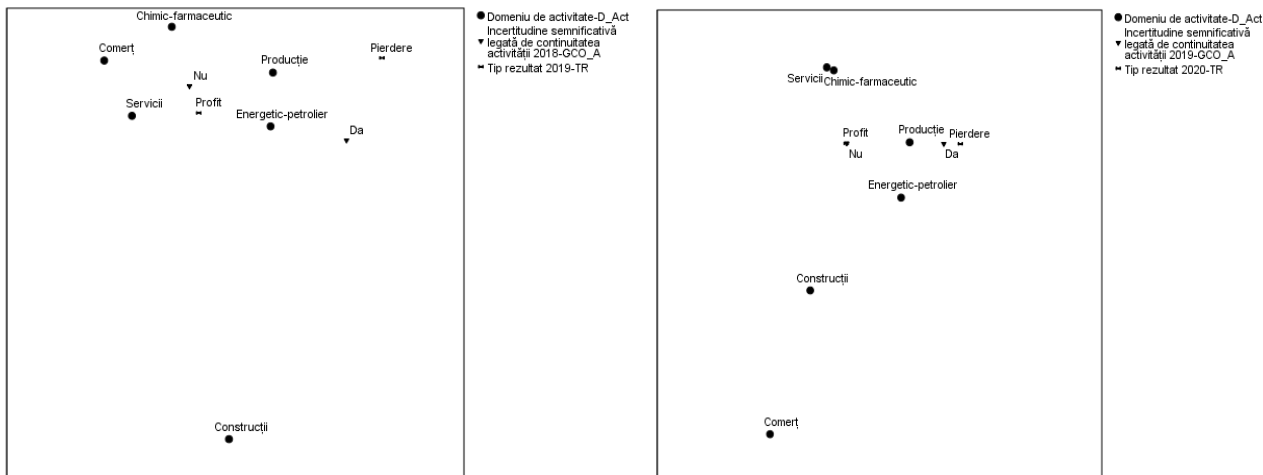 Chimic-farmaceutic
Comerț
Producție
Pierdere
Nu
Servicii
Profit
Energetic-petrolier
Da
Construcții
Domeniu de activitate-D_Act
Incertitudine semnificativă
legată de continuitatea
activității 2018-GCO_A
Tip rezultat 2019-TR
Servicii
Chimic-farmaceutic
Profit
Producție
Pierdere
Nu
Da
Energetic-petrolier
Construcții
Comerț
Domeniu de activitate-D_Act
Incertitudine semnificativă
legată de continuitatea
activității 2019-GCO_A
Tip rezultat 2020-TR